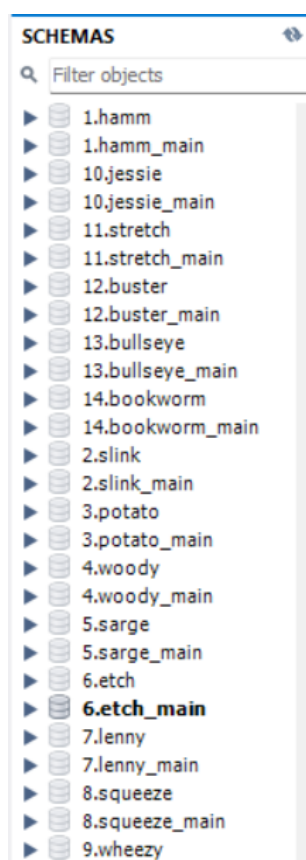 SCHEMAS
Filter objects
1.hamm
1.hamm_main
10.jessie
10.jessie_main
11.stretch
11.stretch_main
12.buster
12.buster_main
13.bullseye
13.bullseye_main
14.bookworm
14.bookworm_main
2.slink
2.slink_main
3.potato
3.potato_main
4.woody
4.woody_main
5.sarge
5.sarge_main
6.etch
6.etch_main
7.lenny
7.lenny_main
8.squeeze
8.squeeze_main
9.wheezy